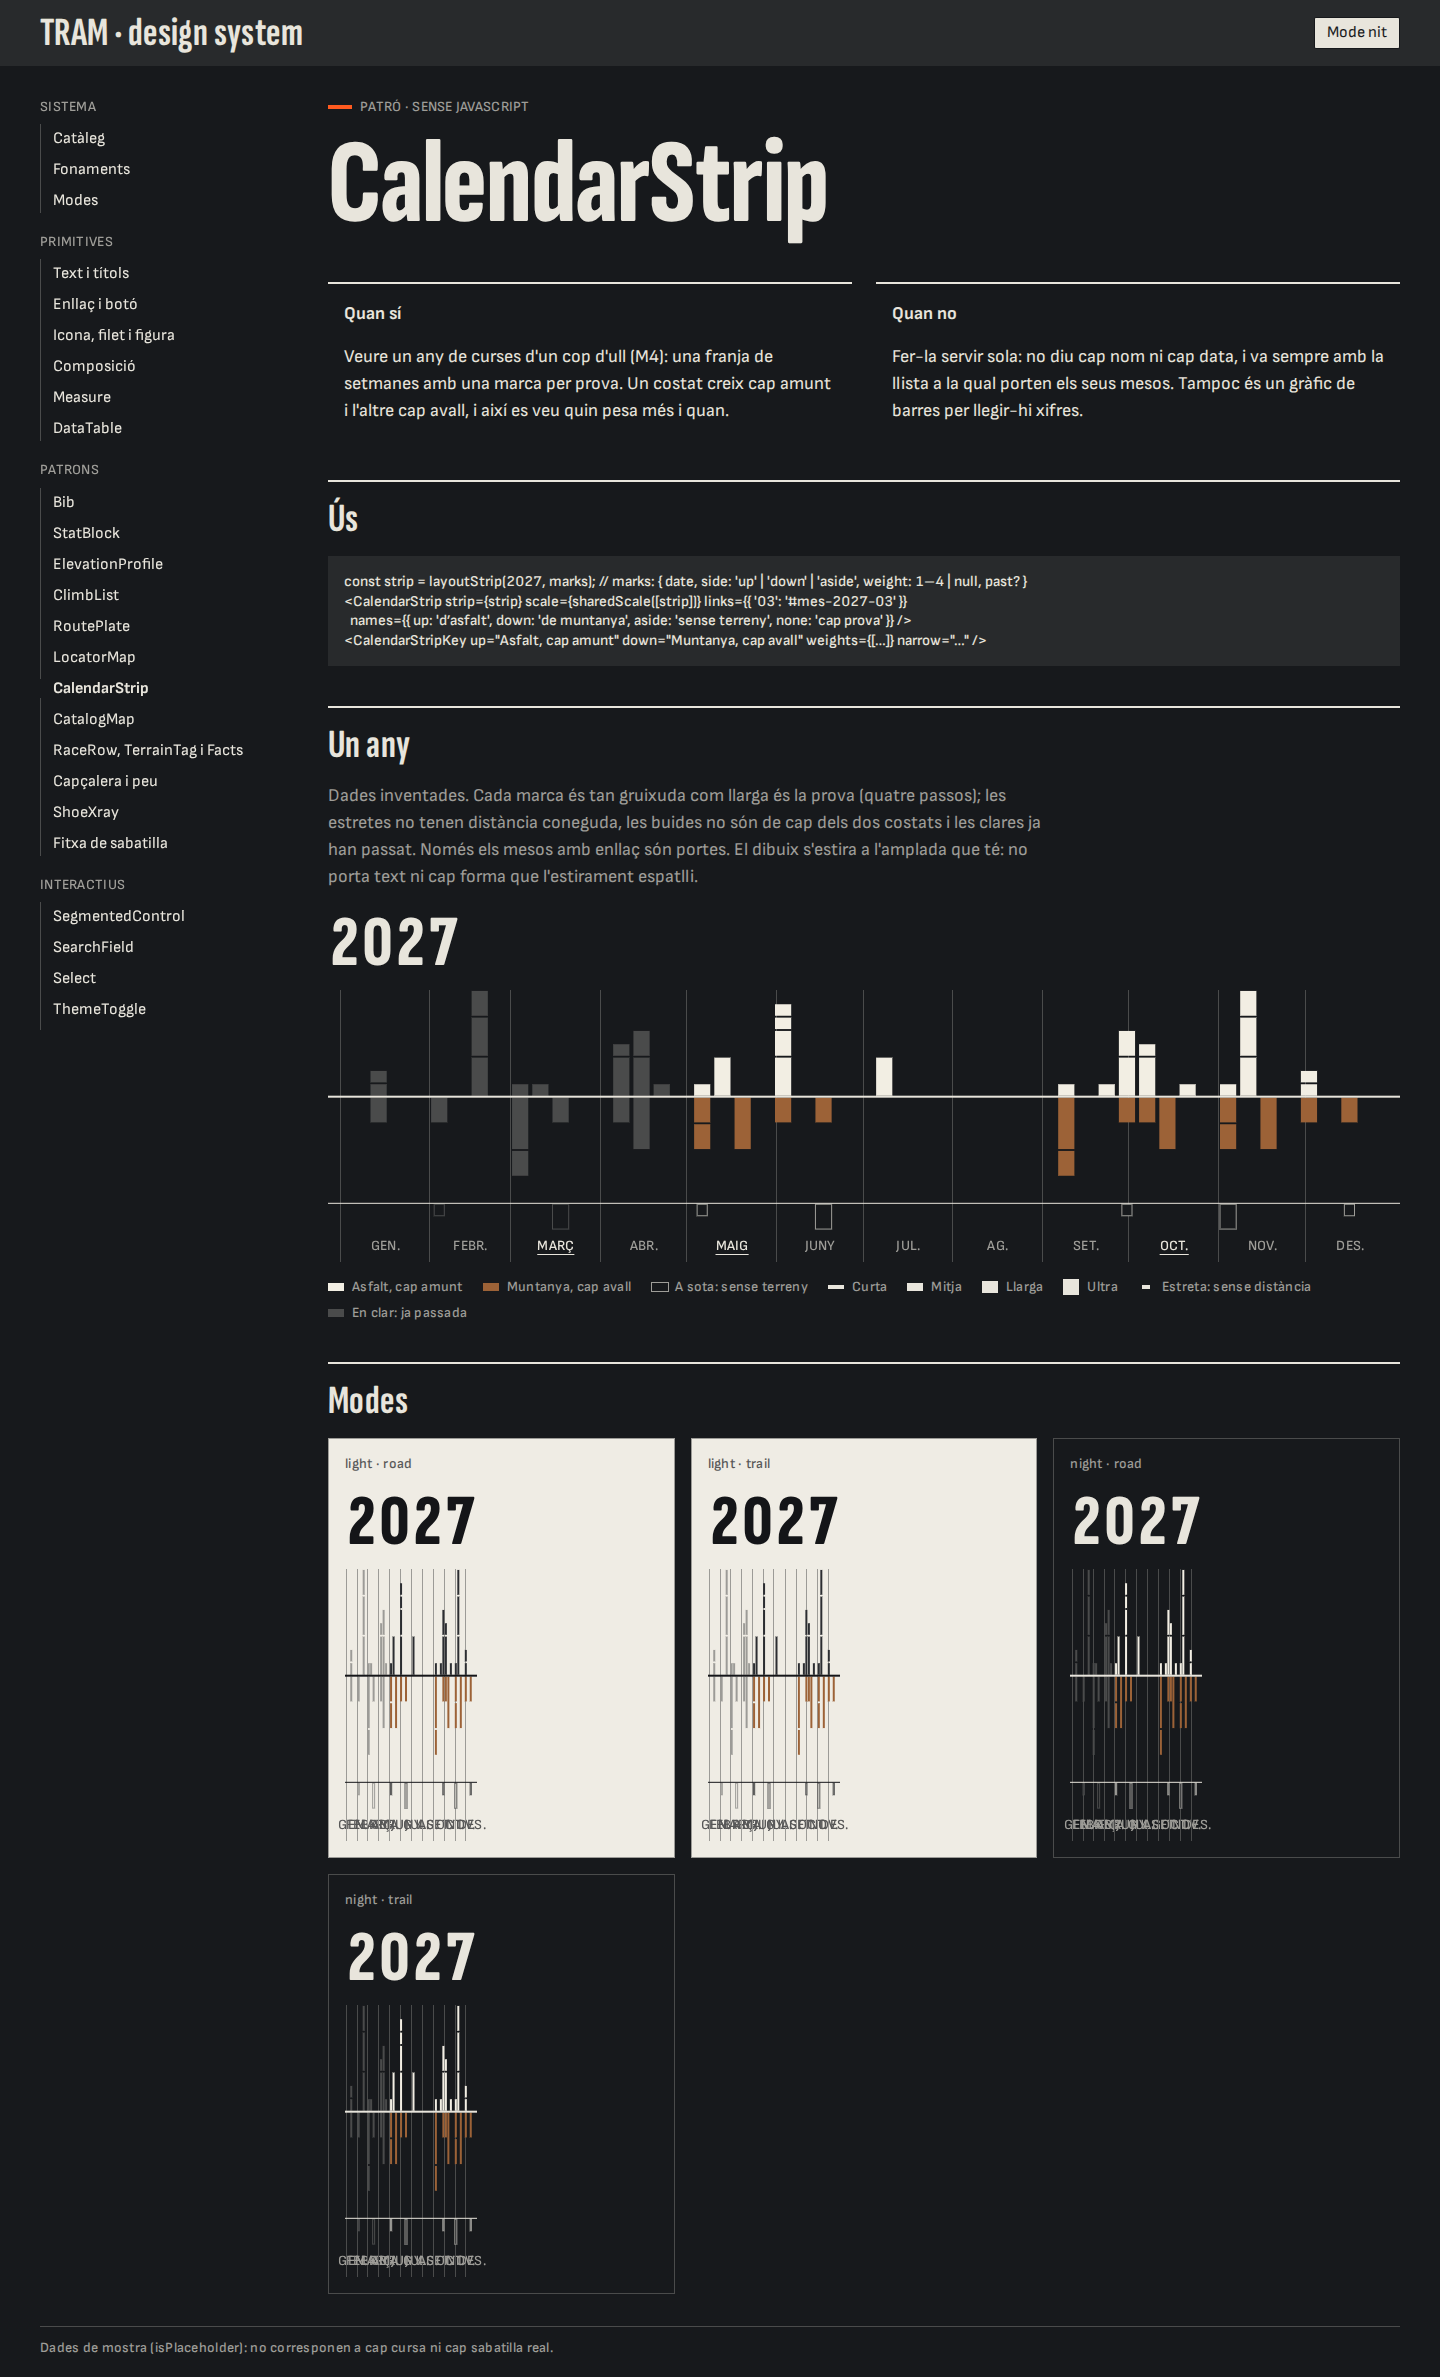 TRAM · design system
Mode nit
SISTEMA
Catàleg
Fonaments
Modes
PRIMITIVES
Text i títols
Enllaç i botó
Icona, filet i figura
Composició
Measure
DataTable
PATRONS
Bib
StatBlock
ElevationProfile
ClimbList
RoutePlate
LocatorMap
CalendarStrip
CatalogMap
RaceRow, TerrainTag i Facts
Capçalera i peu
ShoeXray
Fitxa de sabatilla
INTERACTIUS
SegmentedControl
SearchField
Select
ThemeToggle
PATRÓ · SENSE JAVASCRIPT
CalendarStrip
Quan sí
Veure un any de curses d'un cop d'ull (M4): una franja de
setmanes amb una marca per prova. Un costat creix cap amunt
i l'altre cap avall, i així es veu quin pesa més i quan.
Quan no
Fer-la servir sola: no diu cap nom ni cap data, i va sempre amb la
llista a la qual porten els seus mesos. Tampoc és un gràfic de
barres per llegir-hi xifres.
Ús
const strip = layoutStrip(2027, marks); // marks: { date, side: 'up' | 'down' | 'aside', weight: 1–4 | null, past? }
<CalendarStrip strip={strip} scale={sharedScale([strip])} links={{ '03': '#mes-2027-03' }}
names={{ up: 'd’asfalt', down: 'de muntanya', aside: 'sense terreny', none: 'cap prova' }} />
<CalendarStripKey up="Asfalt, cap amunt" down="Muntanya, cap avall" weights={[…]} narrow="…" />
Un any
Dades inventades. Cada marca és tan gruixuda com llarga és la prova (quatre passos); les
estretes no tenen distància coneguda, les buides no són de cap dels dos costats i les clares ja
han passat. Només els mesos amb enllaç són portes. El dibuix s'estira a l'amplada que té: no
porta text ni cap forma que l'estirament espatlli.
2027
GEN. FEBR. MARÇ ABR. MAIG JUNY JUL. AG. SET. OCT. NOV. DES.
Asfalt, cap amunt Muntanya, cap avall A sota: sense terreny Curta Mitja Llarga Ultra Estreta: sense distància
En clar: ja passada
Modes
light · road
2027
light · trail
2027
night · road
2027
night · trail
2027
Dades de mostra (isPlaceholder): no corresponen a cap cursa ni cap sabatilla real.